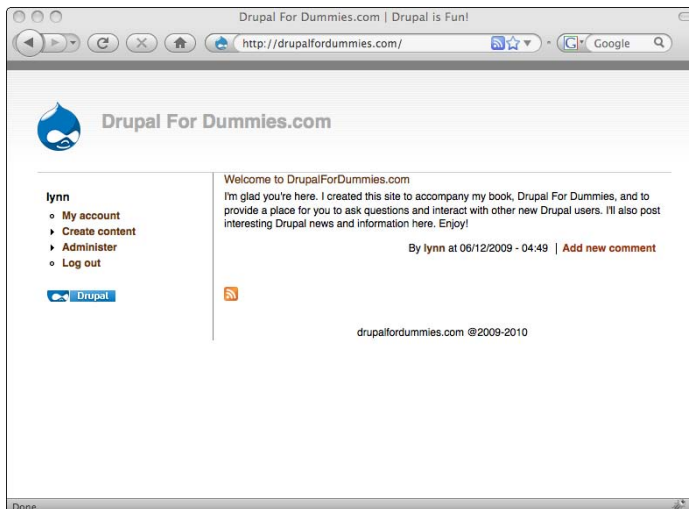 Drupal For Dummies.com | Drupal is Fun!
http://drupalfordummies.com/
Google
Drupal For Dummies.com
lynn
My account
Create content
Administer
Log out
Drupal
Welcome to DrupalForDummies.com
I'm glad you're here. I created this site to accompany my book, Drupal For Dummies, and to
provide a place for you to ask questions and interact with other new Drupal users. I'll also post
interesting Drupal news and information here. Enjoy!
By lynn at 06/12/2009 - 04:49 | Add new comment
drupalfordummies.com @2009-2010
Done